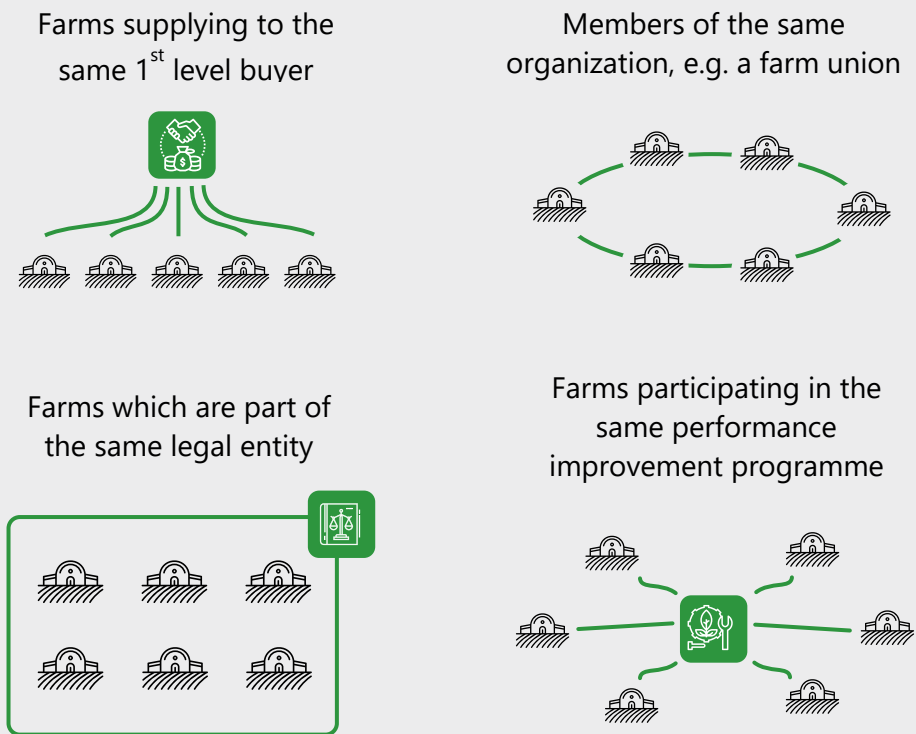 Farms supplying to the
same 1st level buyer
Members of the same
organization, e.g. a farm union
Farms which are part of
the same legal entity
Farms participating in the
same performance
improvement programme